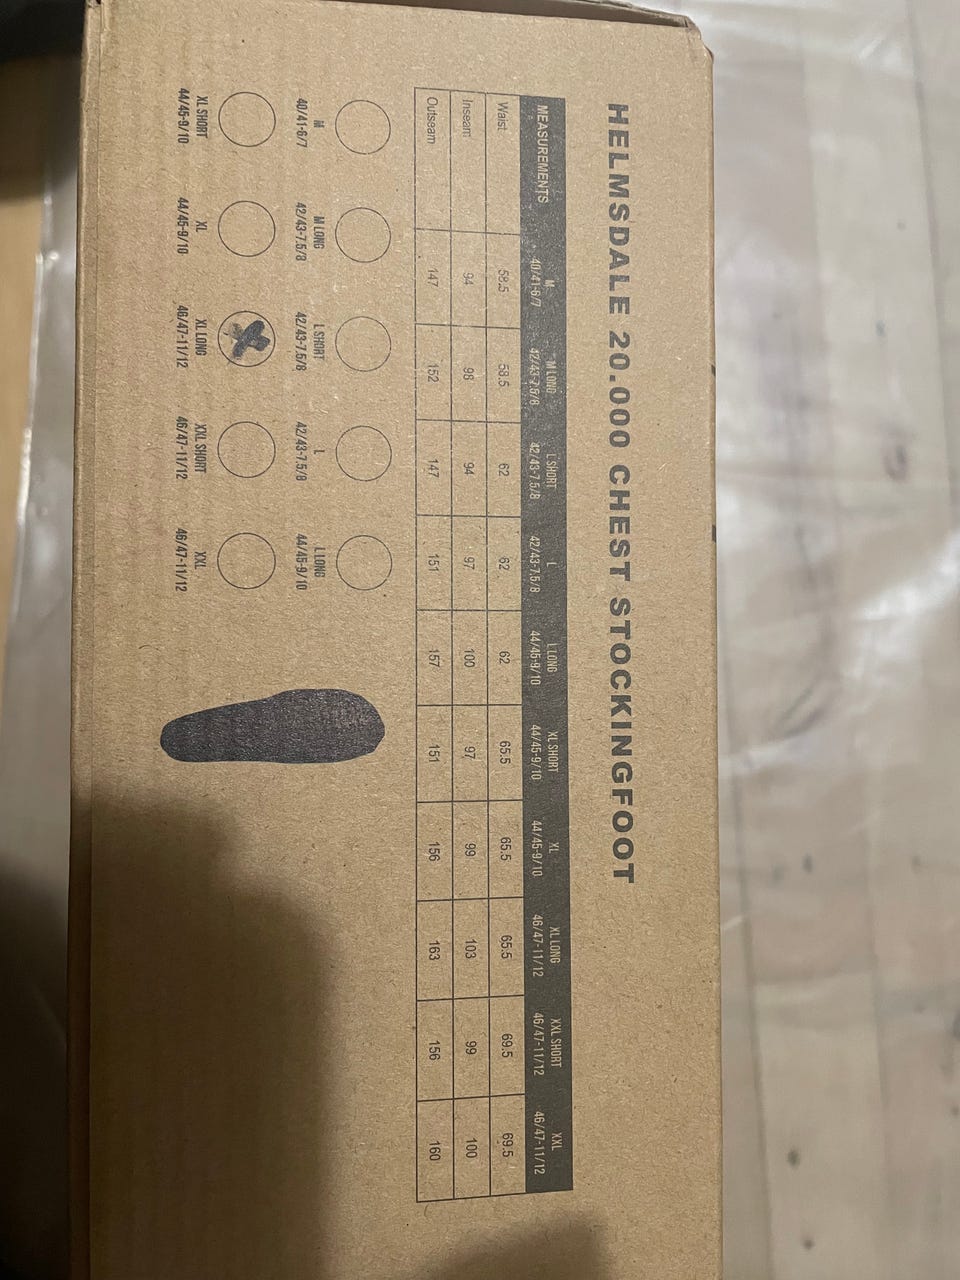 HELMSDALE 20.000 CHEST STOCKINGFOOT
MEASUREMENTS M 40/41-6/7 M LONG 42/43-7.5/8 L SHORT 42/43-7.5/8 L 42/43-7.5/8 L LONG 44/45-9/10 XL SHORT 44/45-9/10 XL 44/45-9/10 XL LONG 46/47-11/12 XXL SHORT 46/47-11/12 XXL 46/47-11/12
Waist 58.5 58.5 62 62 62 65.5 65.5 65.5 69.5 69.5
Inseam 94 98 94 97 100 97 99 103 99 100
Outseam 147 152 147 151 157 151 156 163 156 160
M M LONG L SHORT L L LONG
40/41-6/7 42/43-7.5/8 42/43-7.5/8 42/43-7.5/8 44/45-9/10
XL SHORT XL XL LONG XXL SHORT XXL
44/45-9/10 44/45-9/10 46/47-11/12 46/47-11/12 46/47-11/12